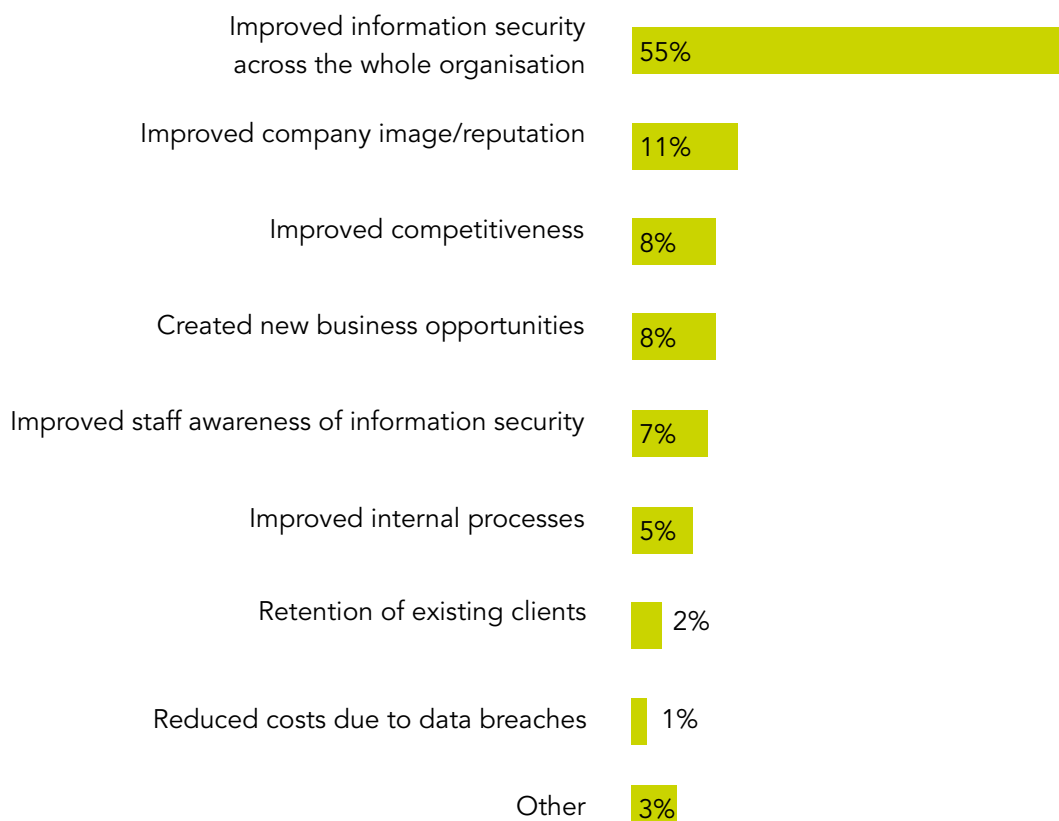 Improved information security
across the whole organisation
55%
Improved company image/reputation
11%
Improved competitiveness
8%
Created new business opportunities
8%
Improved staff awareness of information security
7%
Improved internal processes
5%
Retention of existing clients
2%
Reduced costs due to data breaches
1%
Other
3%